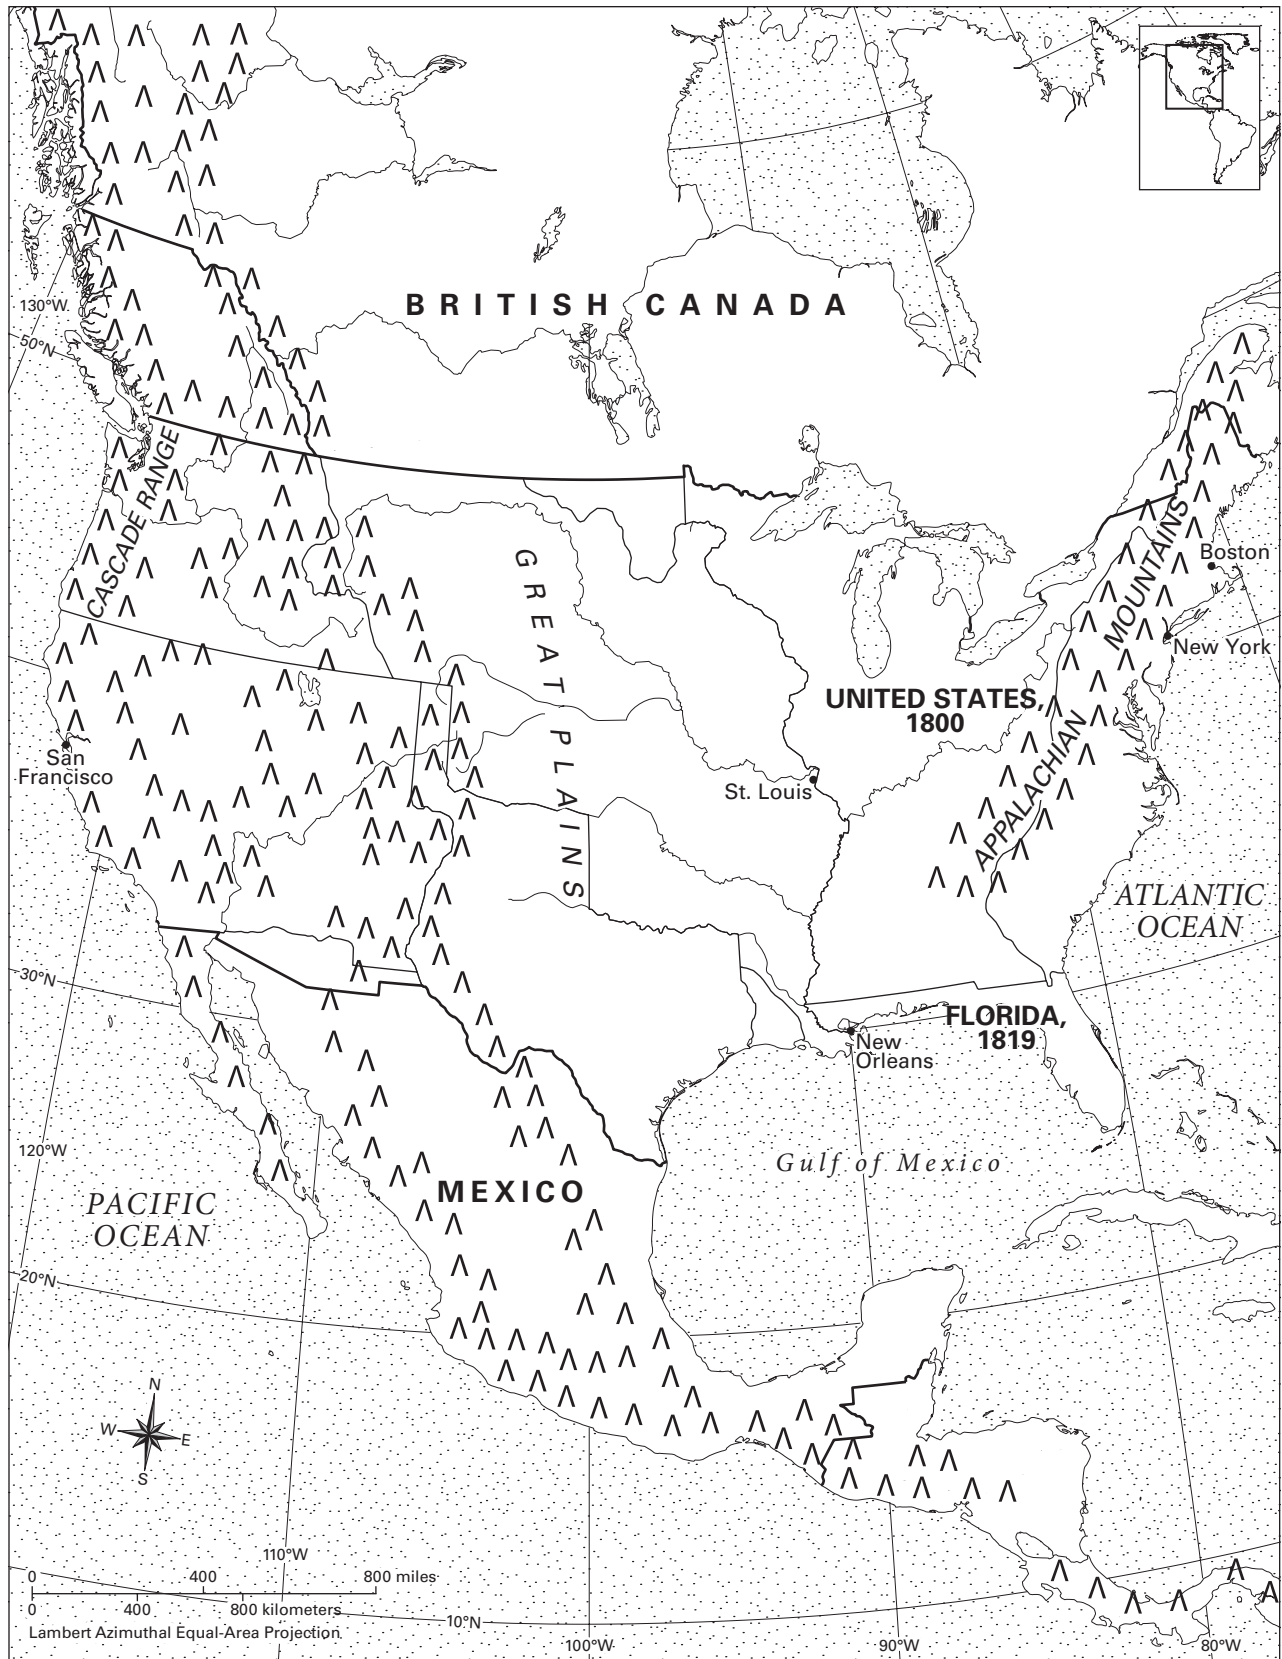 130°W
50°N
BRITISH CANADA
CASCADE RANGE
GREAT PLAINS
APPALACHIAN MOUNTAINS
Boston
New York
UNITED STATES,
1800
San
Francisco
St. Louis
ATLANTIC
OCEAN
30°N
FLORIDA,
1819
New
Orleans
120°W
Gulf of Mexico
MEXICO
PACIFIC
OCEAN
20°N
N
W
E
S
110°W
0 400 800 miles
0 400 800 kilometers
Lambert Azimuthal Equal-Area Projection
10°N
100°W
90°W
80°W